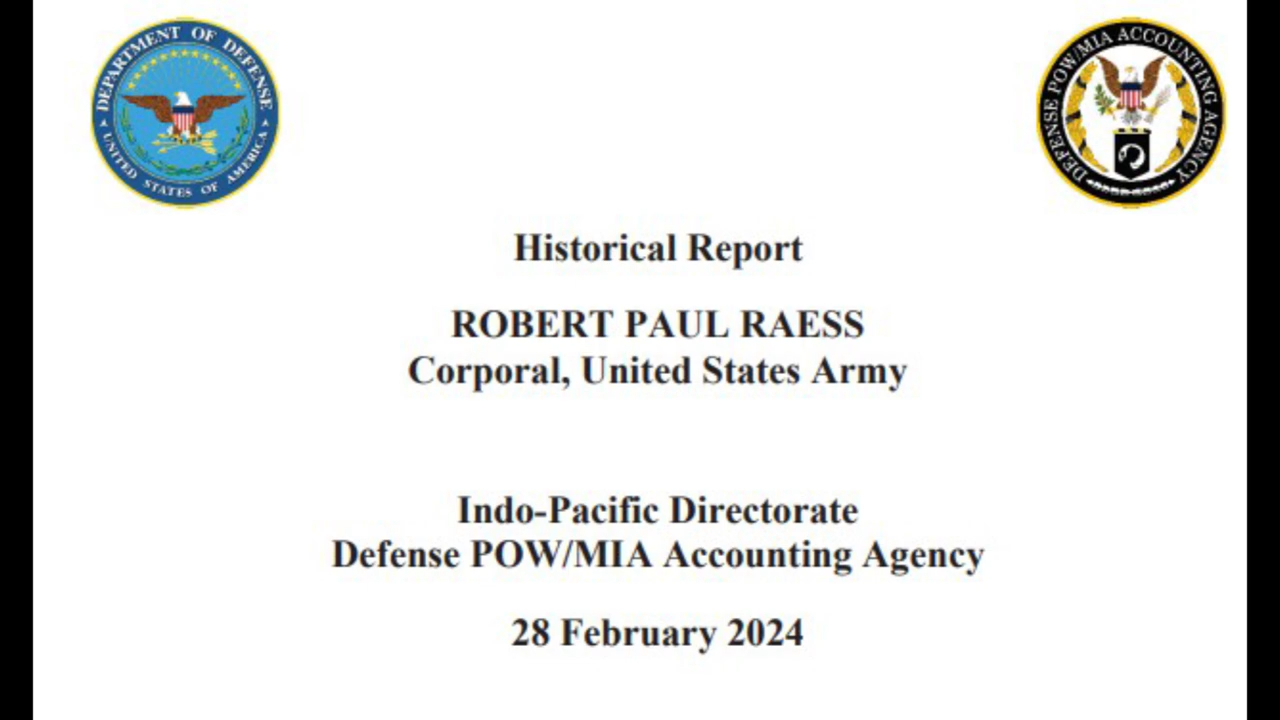 DEPARTMENT OF DEFENSE
UNITED STATES OF AMERICA
DEFENSE POW/MIA ACCOUNTING AGENCY
Historical Report
ROBERT PAUL RAESS
Corporal, United States Army
Indo-Pacific Directorate
Defense POW/MIA Accounting Agency
28 February 2024